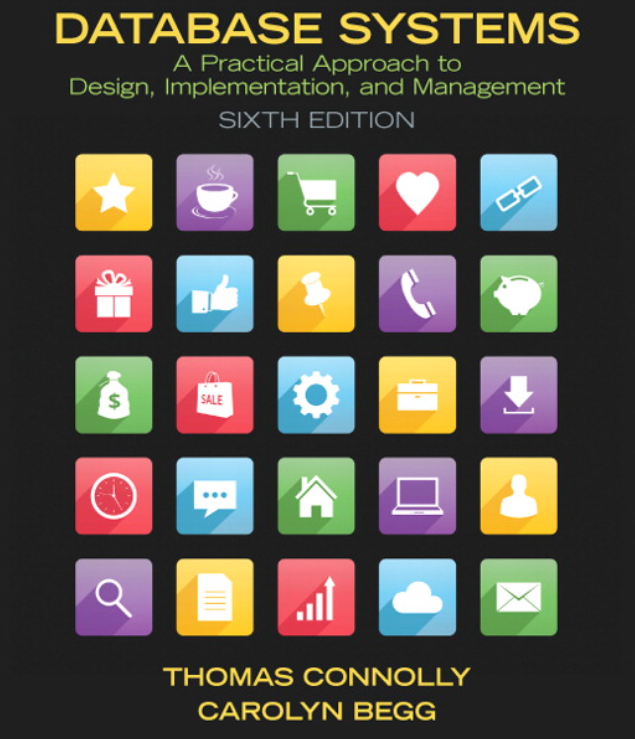 DATABASE SYSTEMS
A Practical Approach to
Design, Implementation, and Management
SIXTH EDITION
$
SALE
THOMAS CONNOLLY
CAROLYN BEGG